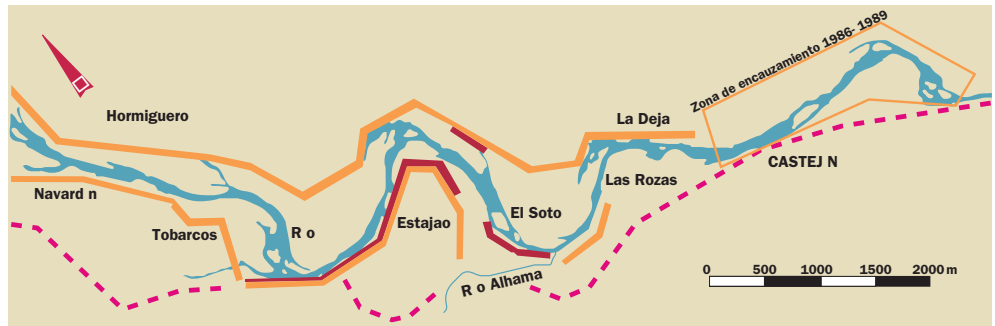 Zona de encauzamiento 1986- 1989
Hormiguero
La Deja
CASTEJ N
Navard n
Las Rozas
Tobarcos
R o
Estajao
El Soto
R o Alhama
0 500 1000 1500 2000 m